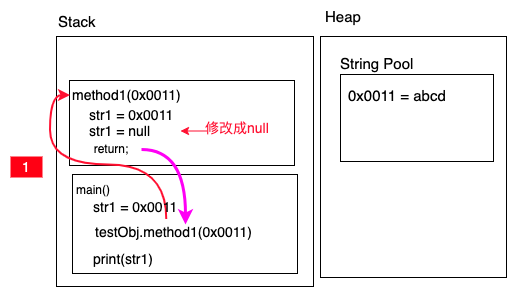 Stack
method1(0x0011)
str1 = 0x0011
str1 = null
修改成null
return;
1
main()
str1 = 0x0011
testObj.method1(0x0011)
print(str1)
Heap
String Pool
0x0011 = abcd